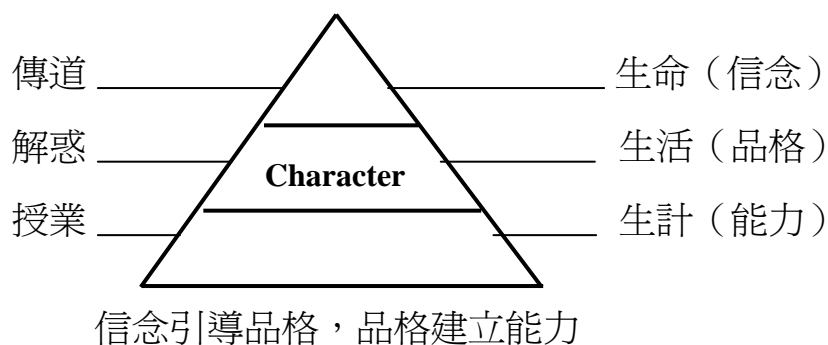 傳道 生命（信念）
解惑 生活（品格）
Character
授業 生計（能力）
信念引導品格，品格建立能力